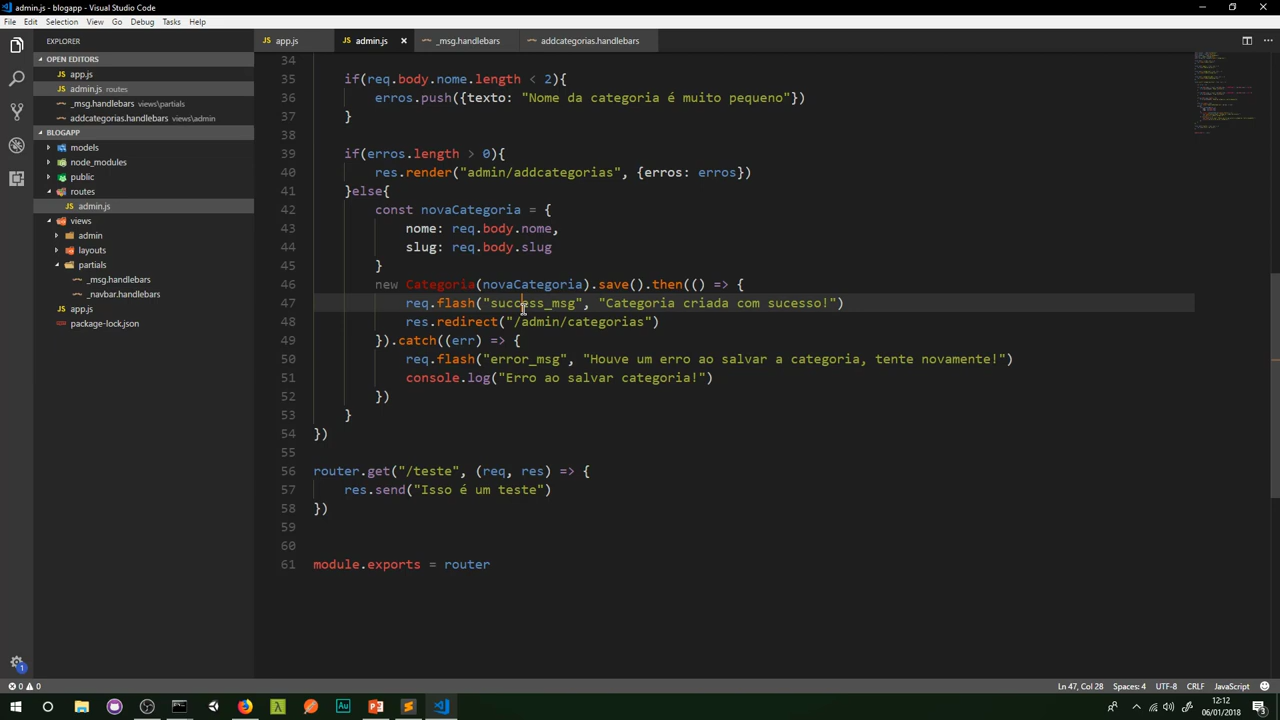 admin.js - blogapp - Visual Studio Code
File Edit Selection View Go Debug Tasks Help
EXPLORER
OPEN EDITORS
app.js
admin.js routes
_msg.handlebars views\partials
addcategorias.handlebars views\admin
BLOGAPP
models
node_modules
public
routes
admin.js
views
admin
layouts
partials
_msg.handlebars
_navbar.handlebars
app.js
package-lock.json
app.js admin.js _msg.handlebars addcategorias.handlebars
34
35 if(req.body.nome.length < 2){
36 erros.push({texto: "Nome da categoria é muito pequeno"})
37 }
38
39 if(erros.length > 0){
40 res.render("admin/addcategorias", {erros: erros})
41 }else{
42 const novaCategoria = {
43 nome: req.body.nome,
44 slug: req.body.slug
45 }
46 new Categoria(novaCategoria).save().then(() => {
47 req.flash("success_msg", "Categoria criada com sucesso!")
48 res.redirect("/admin/categorias")
49 }).catch((err) => {
50 req.flash("error_msg", "Houve um erro ao salvar a categoria, tente novamente!")
51 console.log("Erro ao salvar categoria!")
52 })
53 }
54 })
55
56 router.get("/teste", (req, res) => {
57 res.send("Isso é um teste")
58 })
59
60
61 module.exports = router
1
0 0 Ln 47, Col 28 Spaces: 4 UTF-8 CRLF JavaScript
12:12
06/01/2018
3